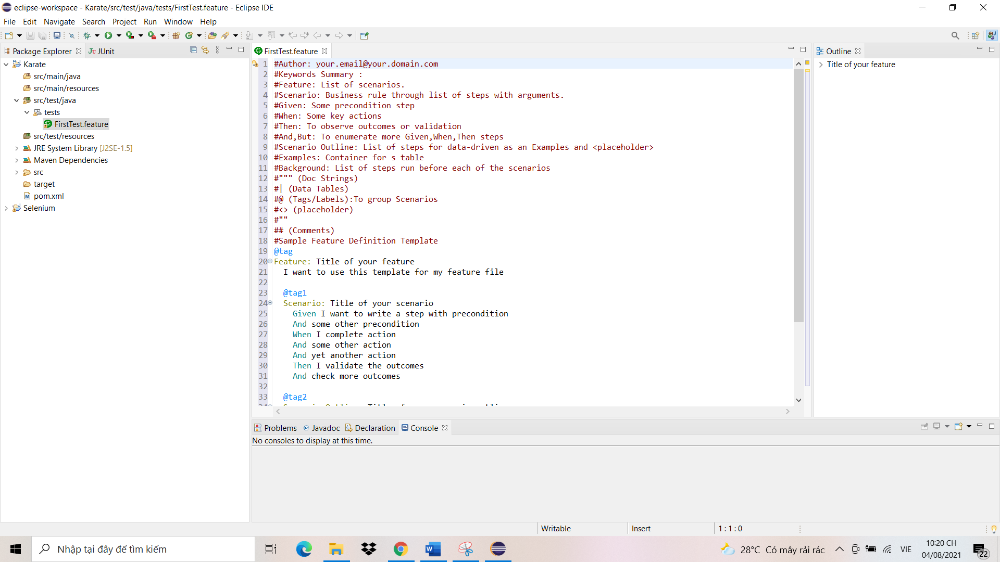 eclipse-workspace - Karate/src/test/java/tests/FirstTest.feature - Eclipse IDE
File Edit Navigate Search Project Run Window Help
Package Explorer
JUnit
Karate
src/main/java
src/main/resources
src/test/java
tests
FirstTest.feature
src/test/resources
JRE System Library [J2SE-1.5]
Maven Dependencies
src
target
pom.xml
Selenium
FirstTest.feature
1 #Author: your.email@your.domain.com
2 #Keywords Summary :
3 #Feature: List of scenarios.
4 #Scenario: Business rule through list of steps with arguments.
5 #Given: Some precondition step
6 #When: Some key actions
7 #Then: To observe outcomes or validation
8 #And,But: To enumerate more Given,When,Then steps
9 #Scenario Outline: List of steps for data-driven as an Examples and <placeholder>
10 #Examples: Container for s table
11 #Background: List of steps run before each of the scenarios
12 #""" (Doc Strings)
13 #| (Data Tables)
14 #@ (Tags/Labels):To group Scenarios
15 #<> (placeholder)
16 #""
17 ## (Comments)
18 #Sample Feature Definition Template
19 @tag
20 Feature: Title of your feature
21 I want to use this template for my feature file
22
23 @tag1
24 Scenario: Title of your scenario
25 Given I want to write a step with precondition
26 And some other precondition
27 When I complete action
28 And some other action
29 And yet another action
30 Then I validate the outcomes
31 And check more outcomes
32
33 @tag2
Outline
Title of your feature
Problems
Javadoc
Declaration
Console
No consoles to display at this time.
Writable
Insert
1 : 1 : 0
Nhập tại đây để tìm kiếm
28°C Có mây rải rác
VIE
10:20 CH
04/08/2021
22